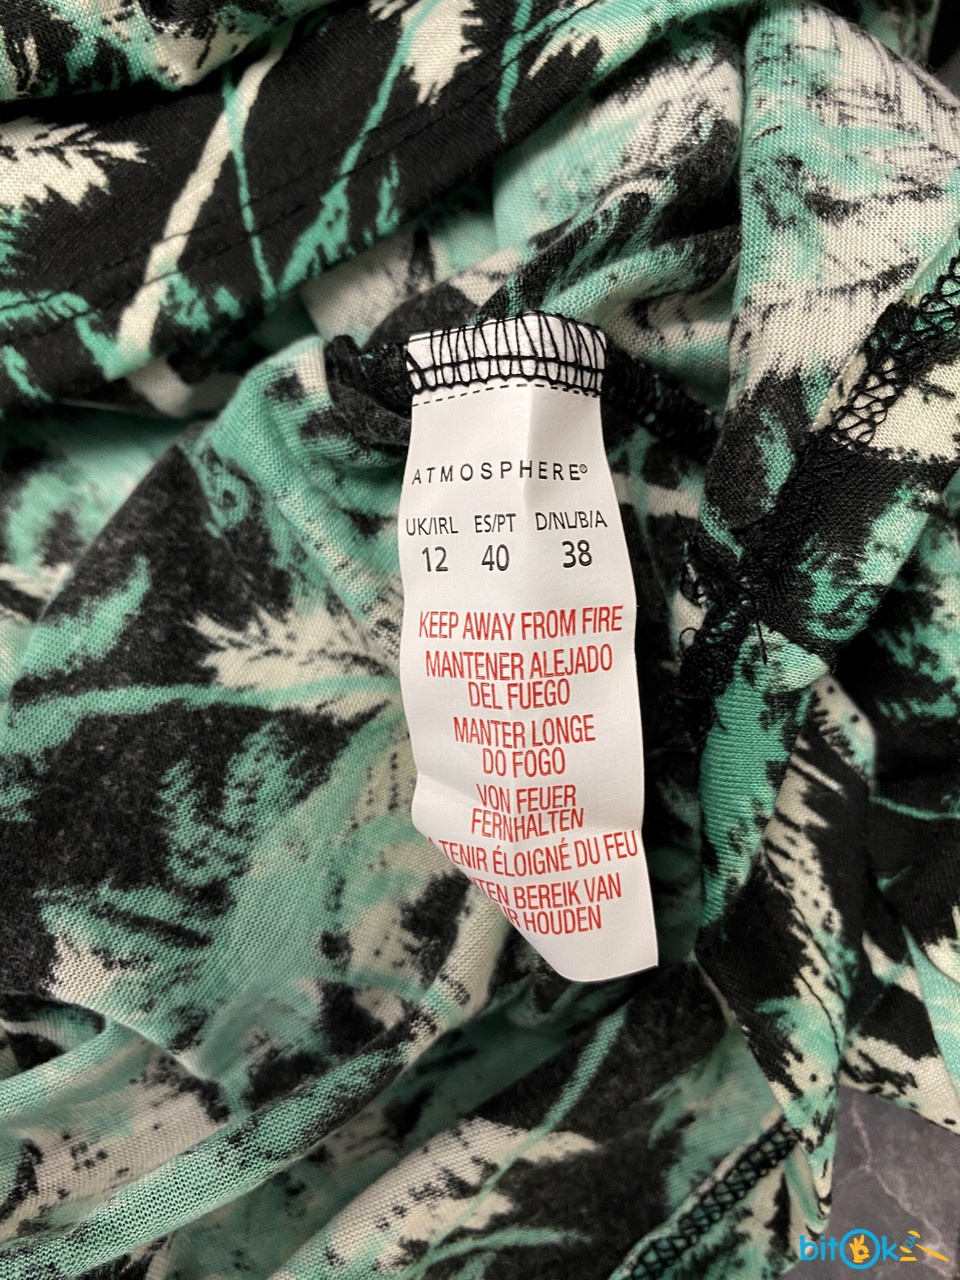 ATMOSPHERE®
UK/IRL ES/PT D/NL/B/A
12 40 38
KEEP AWAY FROM FIRE
MANTENER ALEJADO
DEL FUEGO
MANTER LONGE
DO FOGO
VON FEUER
FERNHALTEN
TENIR ÉLOIGNÉ DU FEU
BEREIK VAN
HOUDEN
bitOk